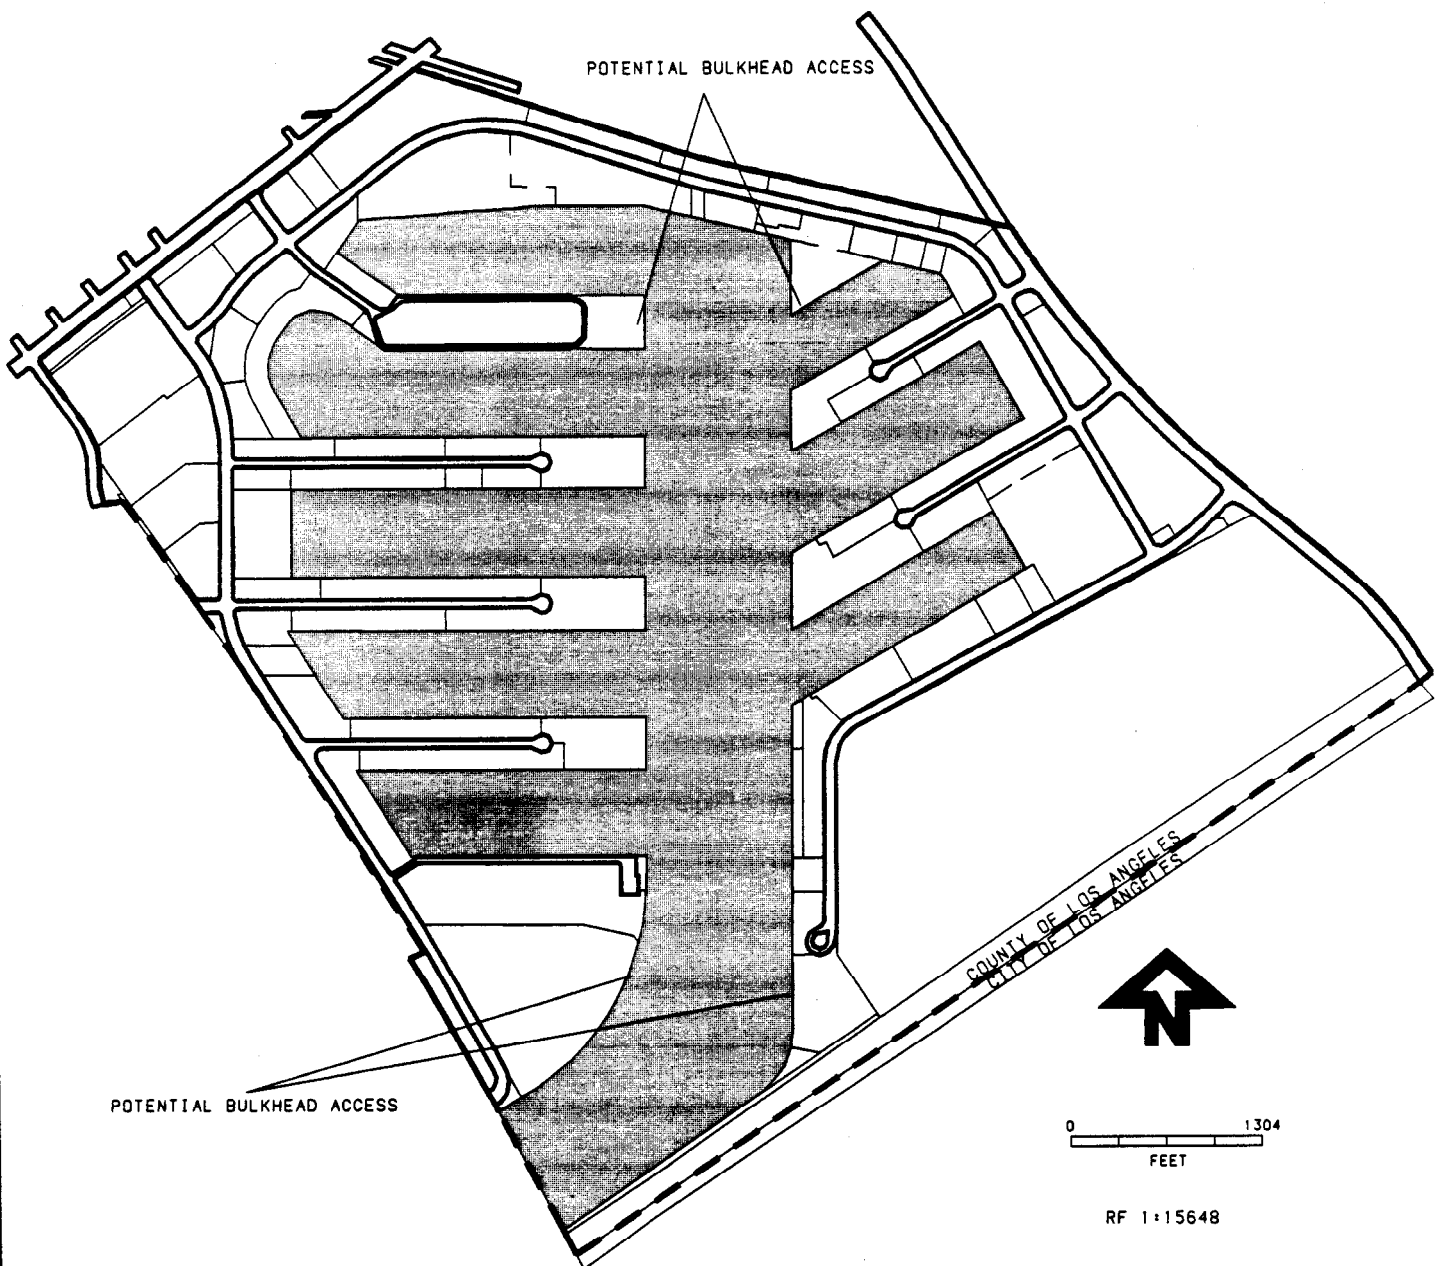 POTENTIAL BULKHEAD ACCESS
COUNTY OF LOS ANGELES
CITY OF LOS ANGELES
N
POTENTIAL BULKHEAD ACCESS
0 1304
FEET
RF 1:15648